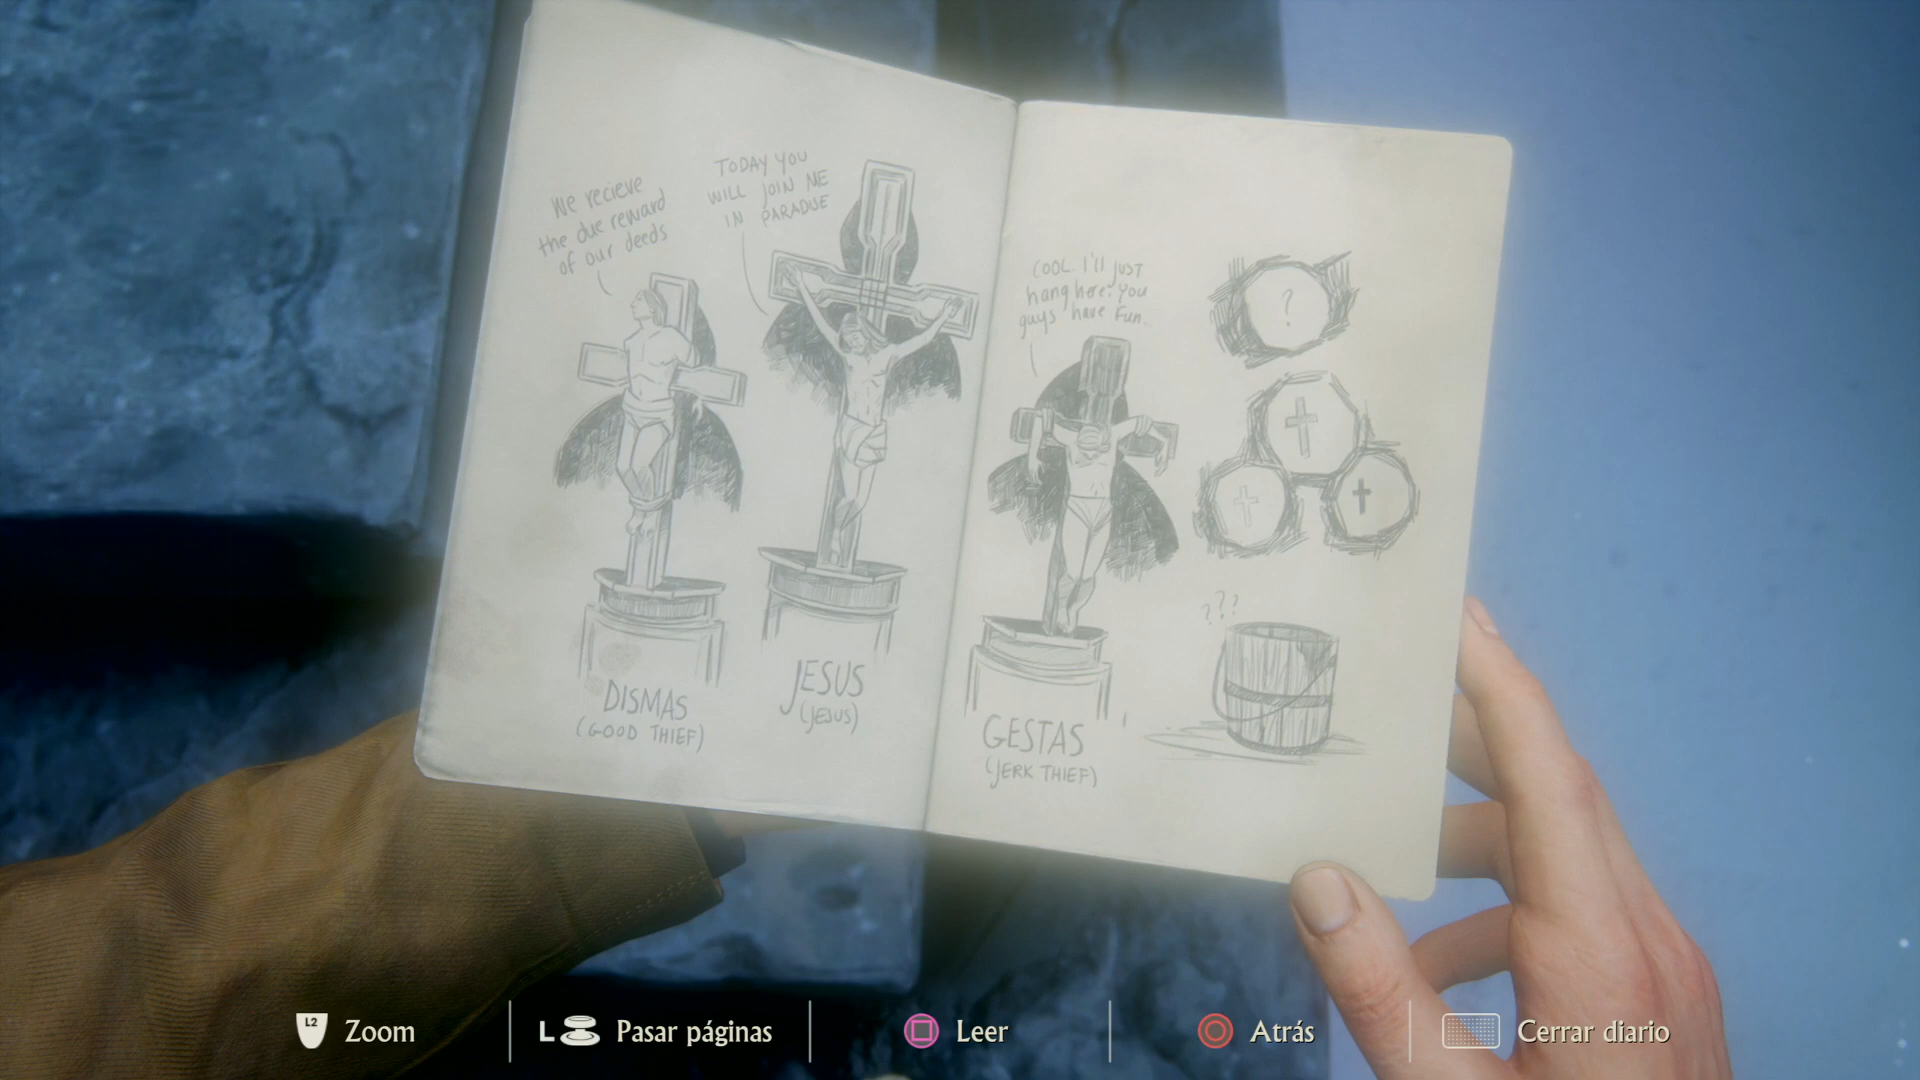 We recieve
the due reward
of our deeds
TODAY YOU
WILL JOIN ME
IN PARADISE
COOL. I'll JUST
hang here. You
guys have Fun.
?
???
DISMAS
(GOOD THIEF)
JESUS
(JESUS)
GESTAS
(JERK THIEF)
L2 Zoom
L Pasar páginas
Leer
Atrás
Cerrar diario